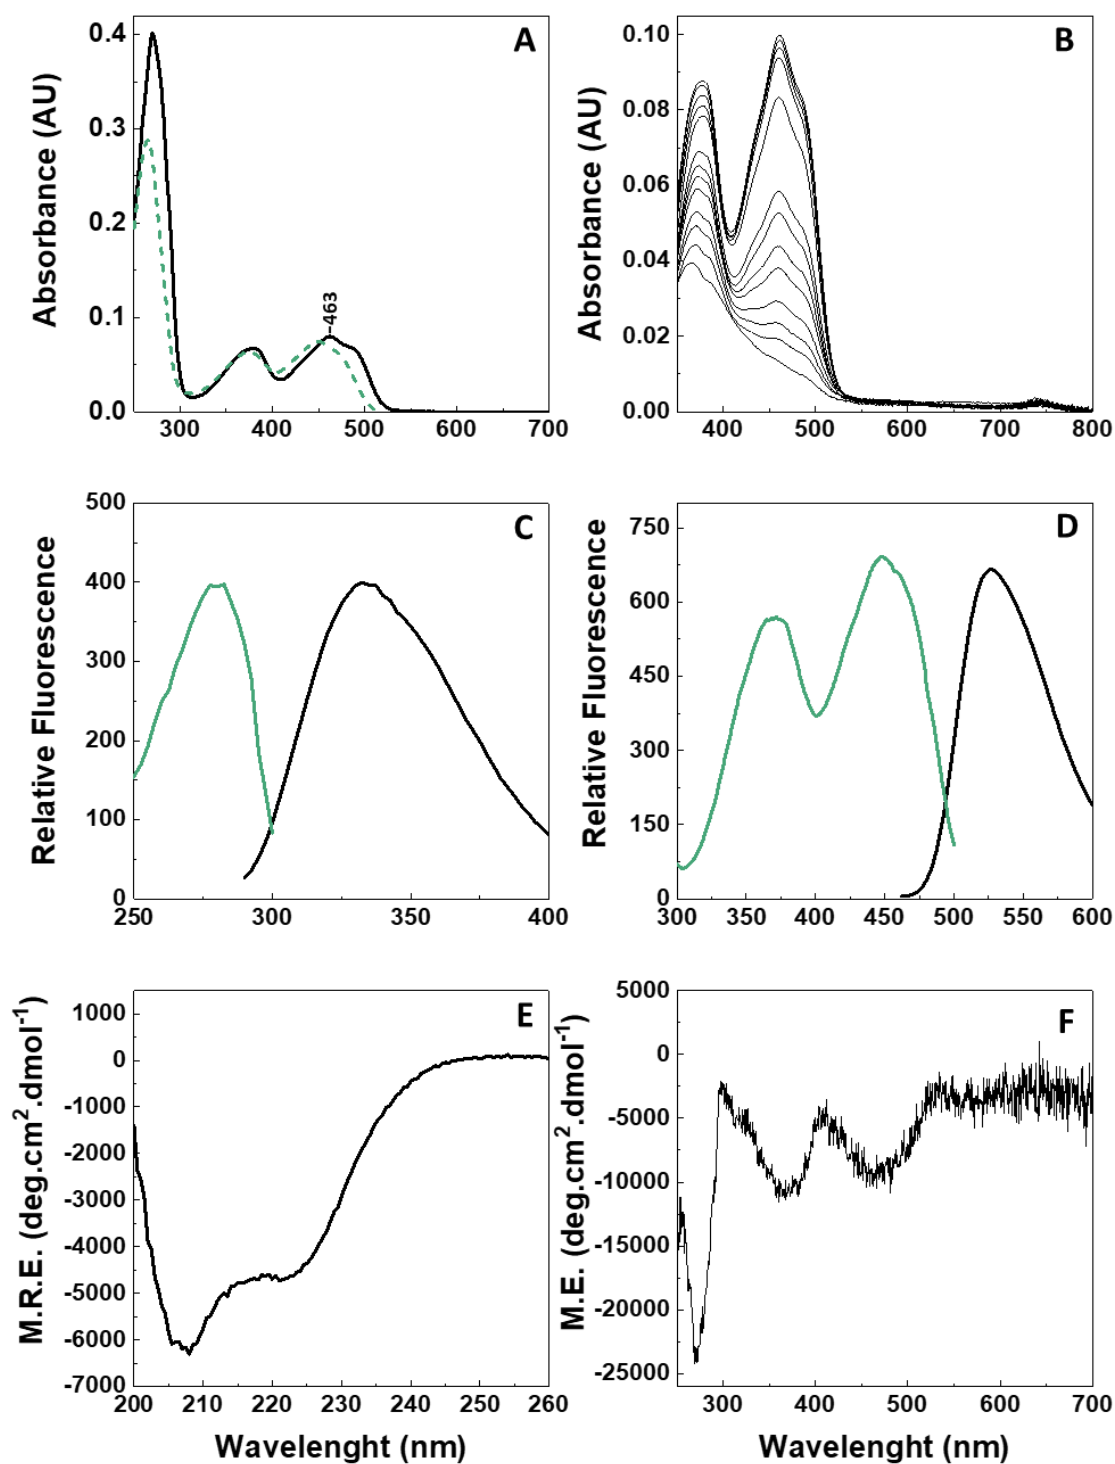 A
Absorbance (AU)
0.4
0.3
0.2
0.1
0.0
463
300 400 500 600 700
B
Absorbance (AU)
0.10
0.08
0.06
0.04
0.02
0.00
400 500 600 700 800
C
Relative Fluorescence
500
400
300
200
100
0
250 300 350 400
D
Relative Fluorescence
750
600
450
300
150
0
300 350 400 450 500 550 600
E
M.R.E. (deg.cm².dmol⁻¹)
1000
0
-1000
-2000
-3000
-4000
-5000
-6000
-7000
200 210 220 230 240 250 260
Wavelenght (nm)
F
M.E. (deg.cm².dmol⁻¹)
5000
0
-5000
-10000
-15000
-20000
-25000
300 400 500 600 700
Wavelenght (nm)